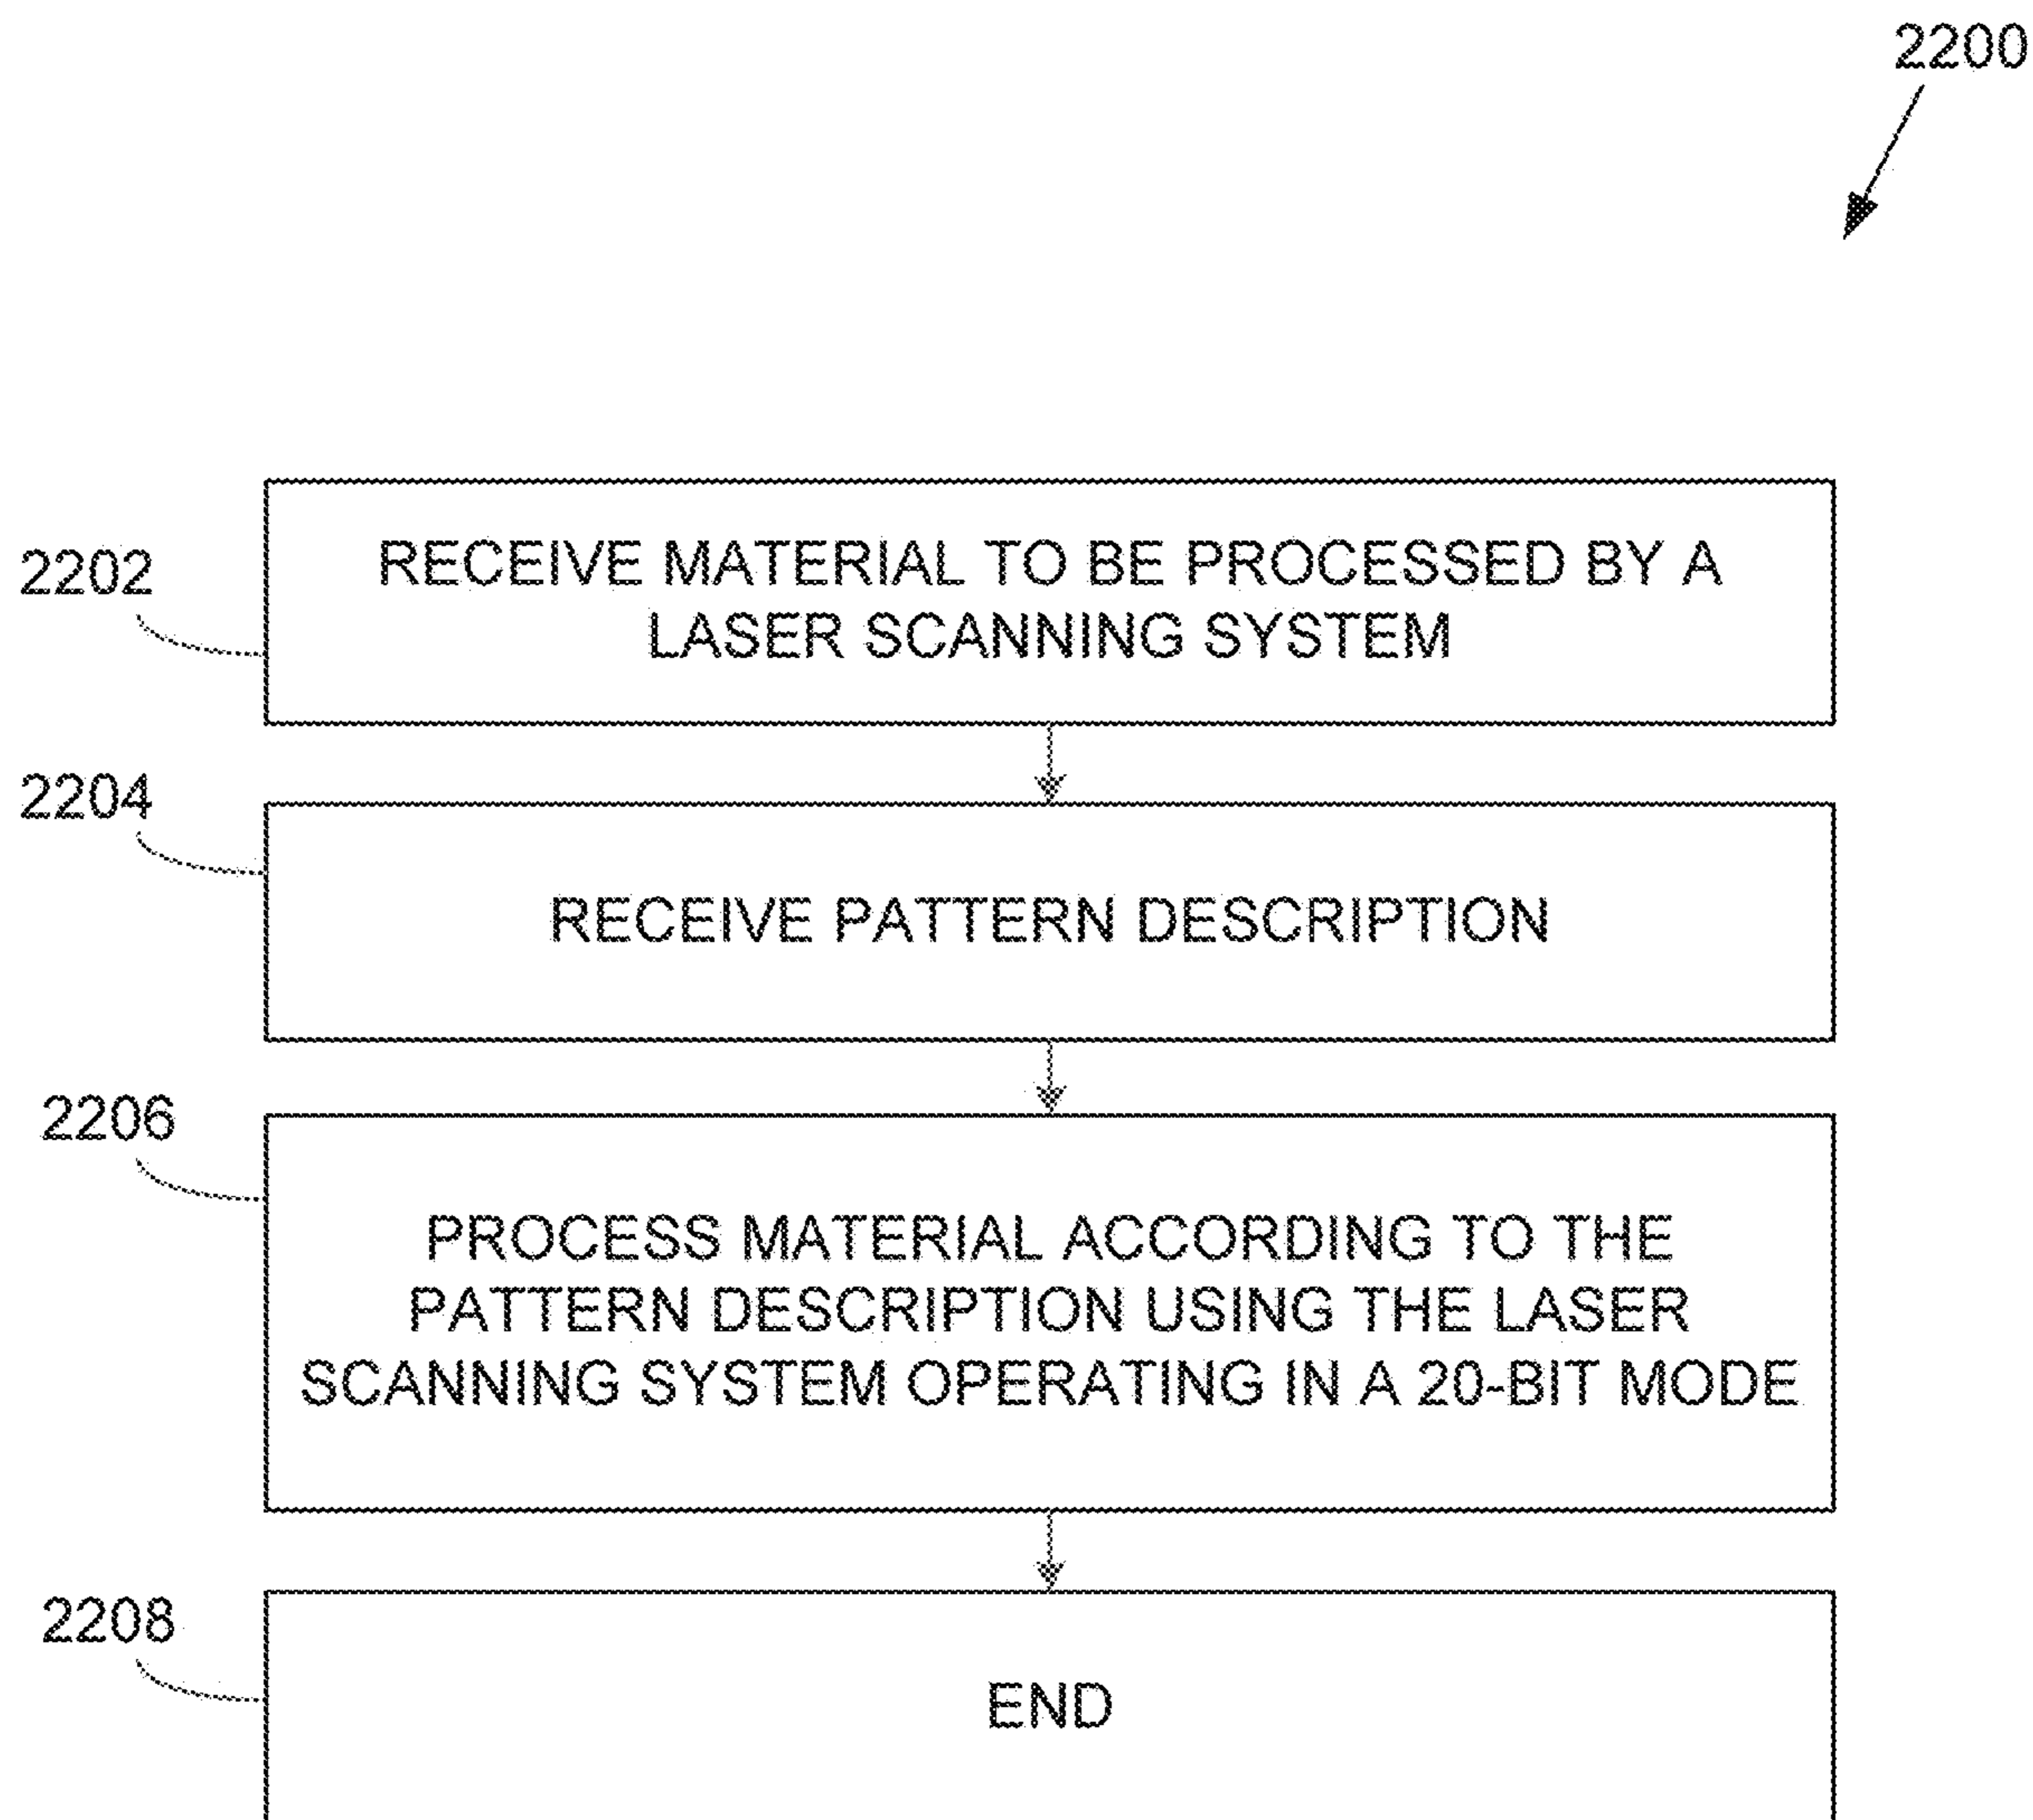 2200
2202
RECEIVE MATERIAL TO BE PROCESSED BY A
LASER SCANNING SYSTEM
2204
RECEIVE PATTERN DESCRIPTION
2206
PROCESS MATERIAL ACCORDING TO THE
PATTERN DESCRIPTION USING THE LASER
SCANNING SYSTEM OPERATING IN A 20-BIT MODE
2208
END